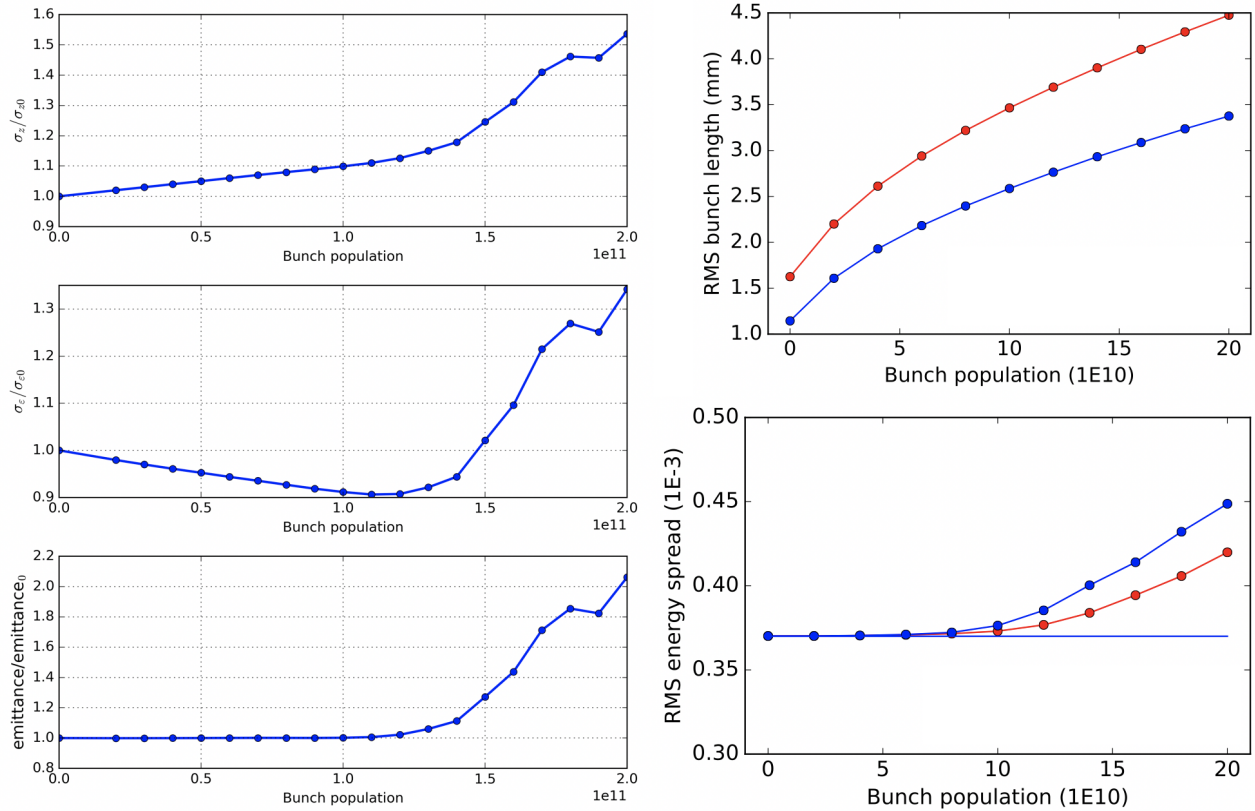 1.6
1.5
1.4
1.3
1.2
1.1
1.0
0.9
σz/σz0
0.0 0.5 1.0 1.5 2.0
Bunch population
1e11
1.3
1.2
1.1
1.0
0.9
σε/σε0
0.0 0.5 1.0 1.5 2.0
Bunch population
1e11
2.2
2.0
1.8
1.6
1.4
1.2
1.0
0.8
emittance/emittance0
0.0 0.5 1.0 1.5 2.0
Bunch population
1e11
4.5
4.0
3.5
3.0
2.5
2.0
1.5
1.0
RMS bunch length (mm)
0 5 10 15 20
Bunch population (1E10)
0.50
0.45
0.40
0.35
0.30
RMS energy spread (1E-3)
0 5 10 15 20
Bunch population (1E10)